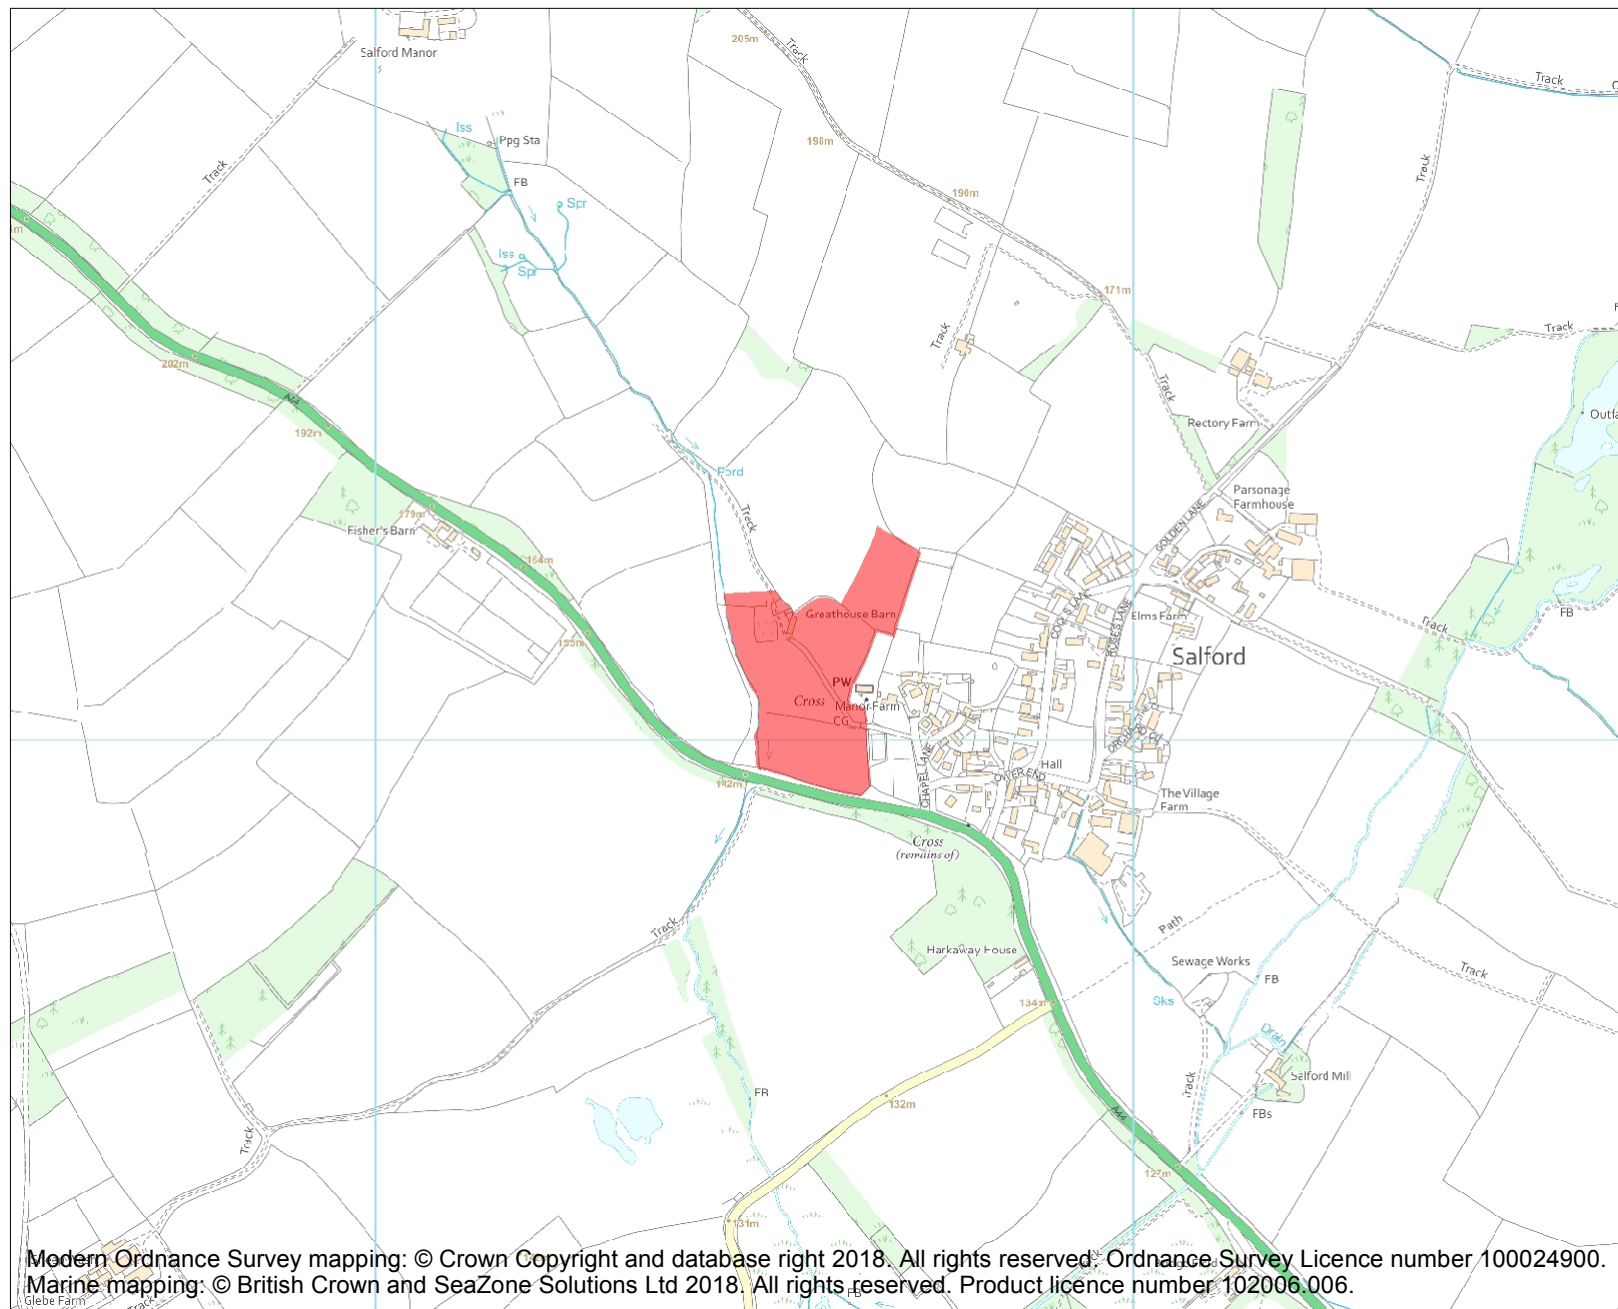 205m
Track
Salford Manor
Track
Iss
Ppg Sta
198m
Track
Track
FB
Spr
190m
Iss
Spr
171m
Track
Track
202m
A44
Track
192m
Rectory Farm
Ford
179m
Fisher's Barn
Track
Parsonage
Farmhouse
GOLDEN LANE
164m
Greathouse Barn
ROSES LANE
Elms Farm
FB
Track
155m
Salford
PW
Cross
Manor Farm
CG
CHAPEL LANE
Hall
142m
The Village
Farm
Cross
(remains of)
Track
Path
Harkaway House
Sewage Works
FB
Track
134m
Sks
Drain
Salford Mill
Track
FB
132m
A44
FBs
Track
127m
131m
Modern Ordnance Survey mapping: © Crown Copyright and database right 2018. All rights reserved. Ordnance Survey Licence number 100024900.
Marine mapping: © British Crown and SeaZone Solutions Ltd 2018. All rights reserved. Product licence number 102006.006.
Glebe Farm
Track
FB